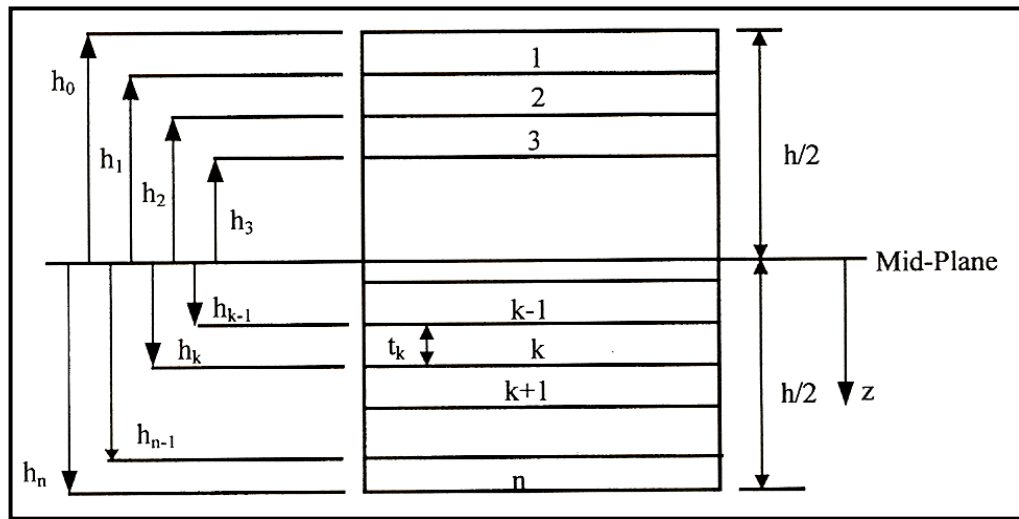 1
h₀
2
3
h₁
h/2
h₂
h₃
Mid-Plane
hₖ₋₁
k-1
tₖ
k
hₖ
k+1
h/2
z
hₙ₋₁
hₙ
n